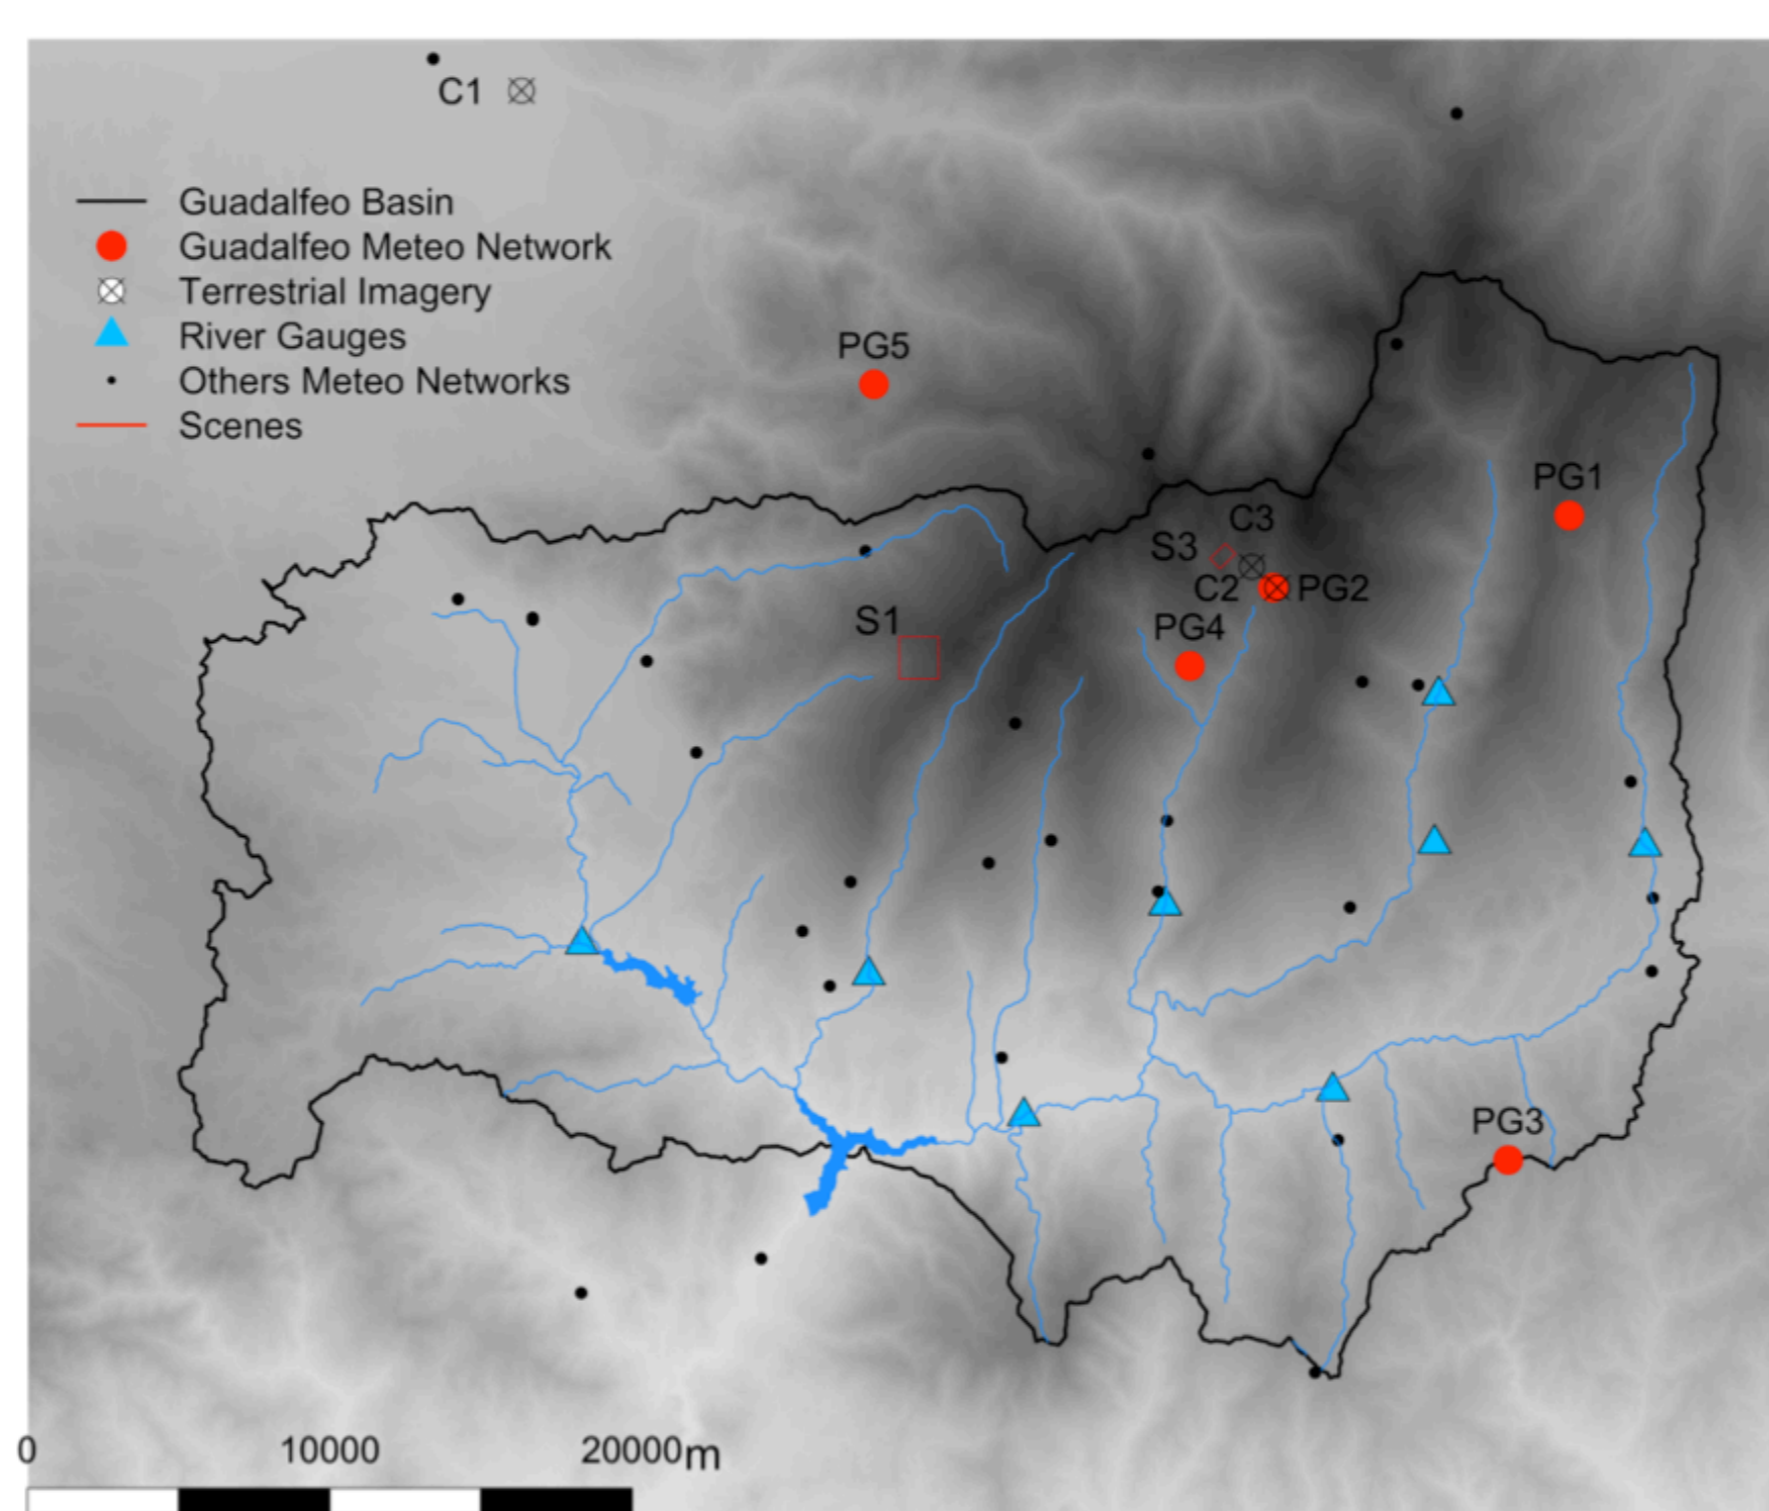 C1
Guadalfeo Basin
Guadalfeo Meteo Network
Terrestrial Imagery
River Gauges
Others Meteo Networks
Scenes
PG5
PG1
C3
S3
C2 PG2
S1
PG4
PG3
0 10000 20000m